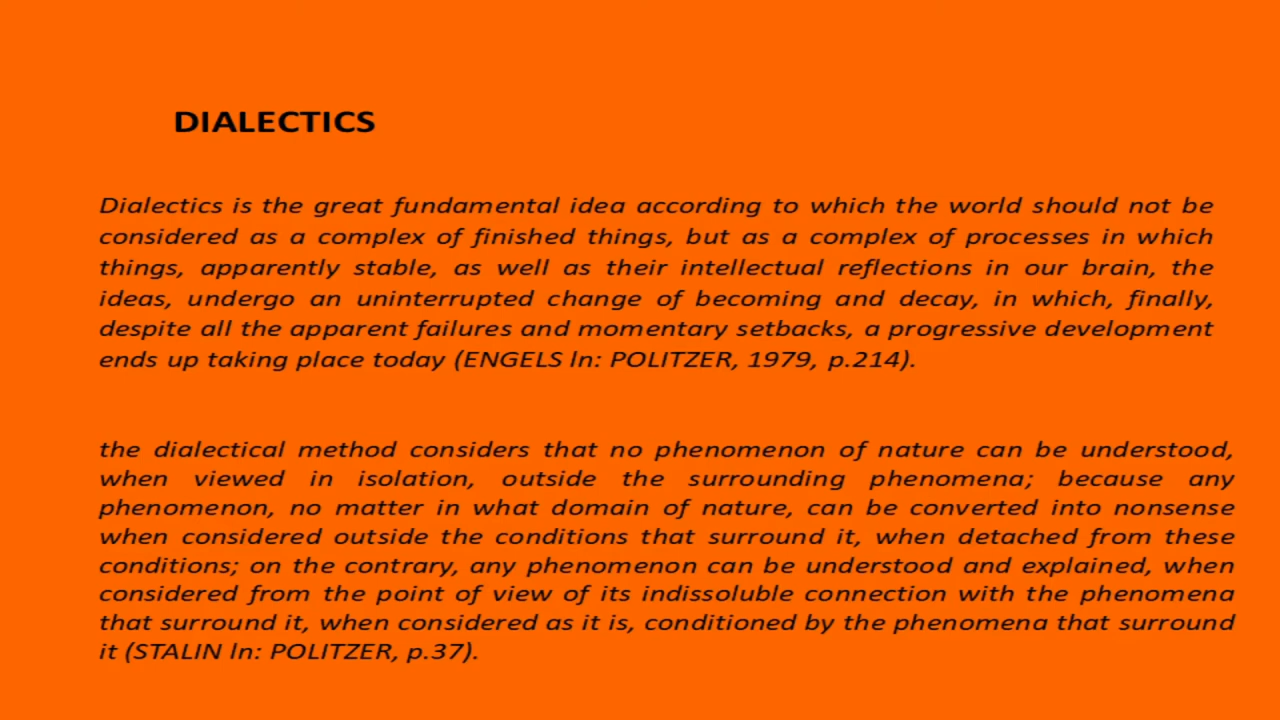 DIALECTICS
Dialectics is the great fundamental idea according to which the world should not be
considered as a complex of finished things, but as a complex of processes in which
things, apparently stable, as well as their intellectual reflections in our brain, the
ideas, undergo an uninterrupted change of becoming and decay, in which, finally,
despite all the apparent failures and momentary setbacks, a progressive development
ends up taking place today (ENGELS In: POLITZER, 1979, p.214).
the dialectical method considers that no phenomenon of nature can be understood,
when viewed in isolation, outside the surrounding phenomena; because any
phenomenon, no matter in what domain of nature, can be converted into nonsense
when considered outside the conditions that surround it, when detached from these
conditions; on the contrary, any phenomenon can be understood and explained, when
considered from the point of view of its indissoluble connection with the phenomena
that surround it, when considered as it is, conditioned by the phenomena that surround
it (STALIN In: POLITZER, p.37).